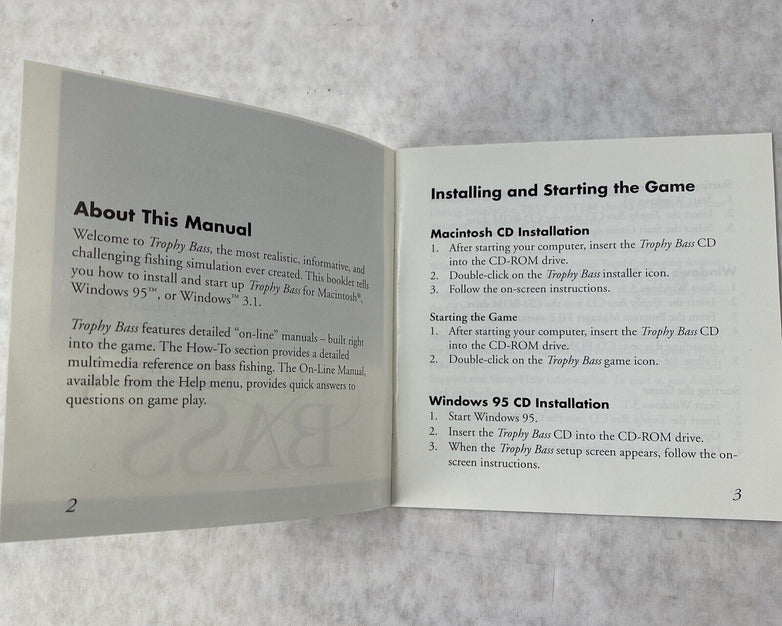 About This Manual
Welcome to Trophy Bass, the most realistic, informative, and
challenging fishing simulation ever created. This booklet tells
you how to install and start up Trophy Bass for Macintosh®,
Windows 95™, or Windows™ 3.1.
Trophy Bass features detailed “on-line” manuals – built right
into the game. The How-To section provides a detailed
multimedia reference on bass fishing. The On-Line Manual,
available from the Help menu, provides quick answers to
questions on game play.
BASS
2
Installing and Starting the Game
Macintosh CD Installation
1. After starting your computer, insert the Trophy Bass CD
into the CD-ROM drive.
2. Double-click on the Trophy Bass installer icon.
3. Follow the on-screen instructions.
Starting the Game
1. After starting your computer, insert the Trophy Bass CD
into the CD-ROM drive.
2. Double-click on the Trophy Bass game icon.
Windows 95 CD Installation
1. Start Windows 95.
2. Insert the Trophy Bass CD into the CD-ROM drive.
3. When the Trophy Bass setup screen appears, follow the on-
screen instructions.
3